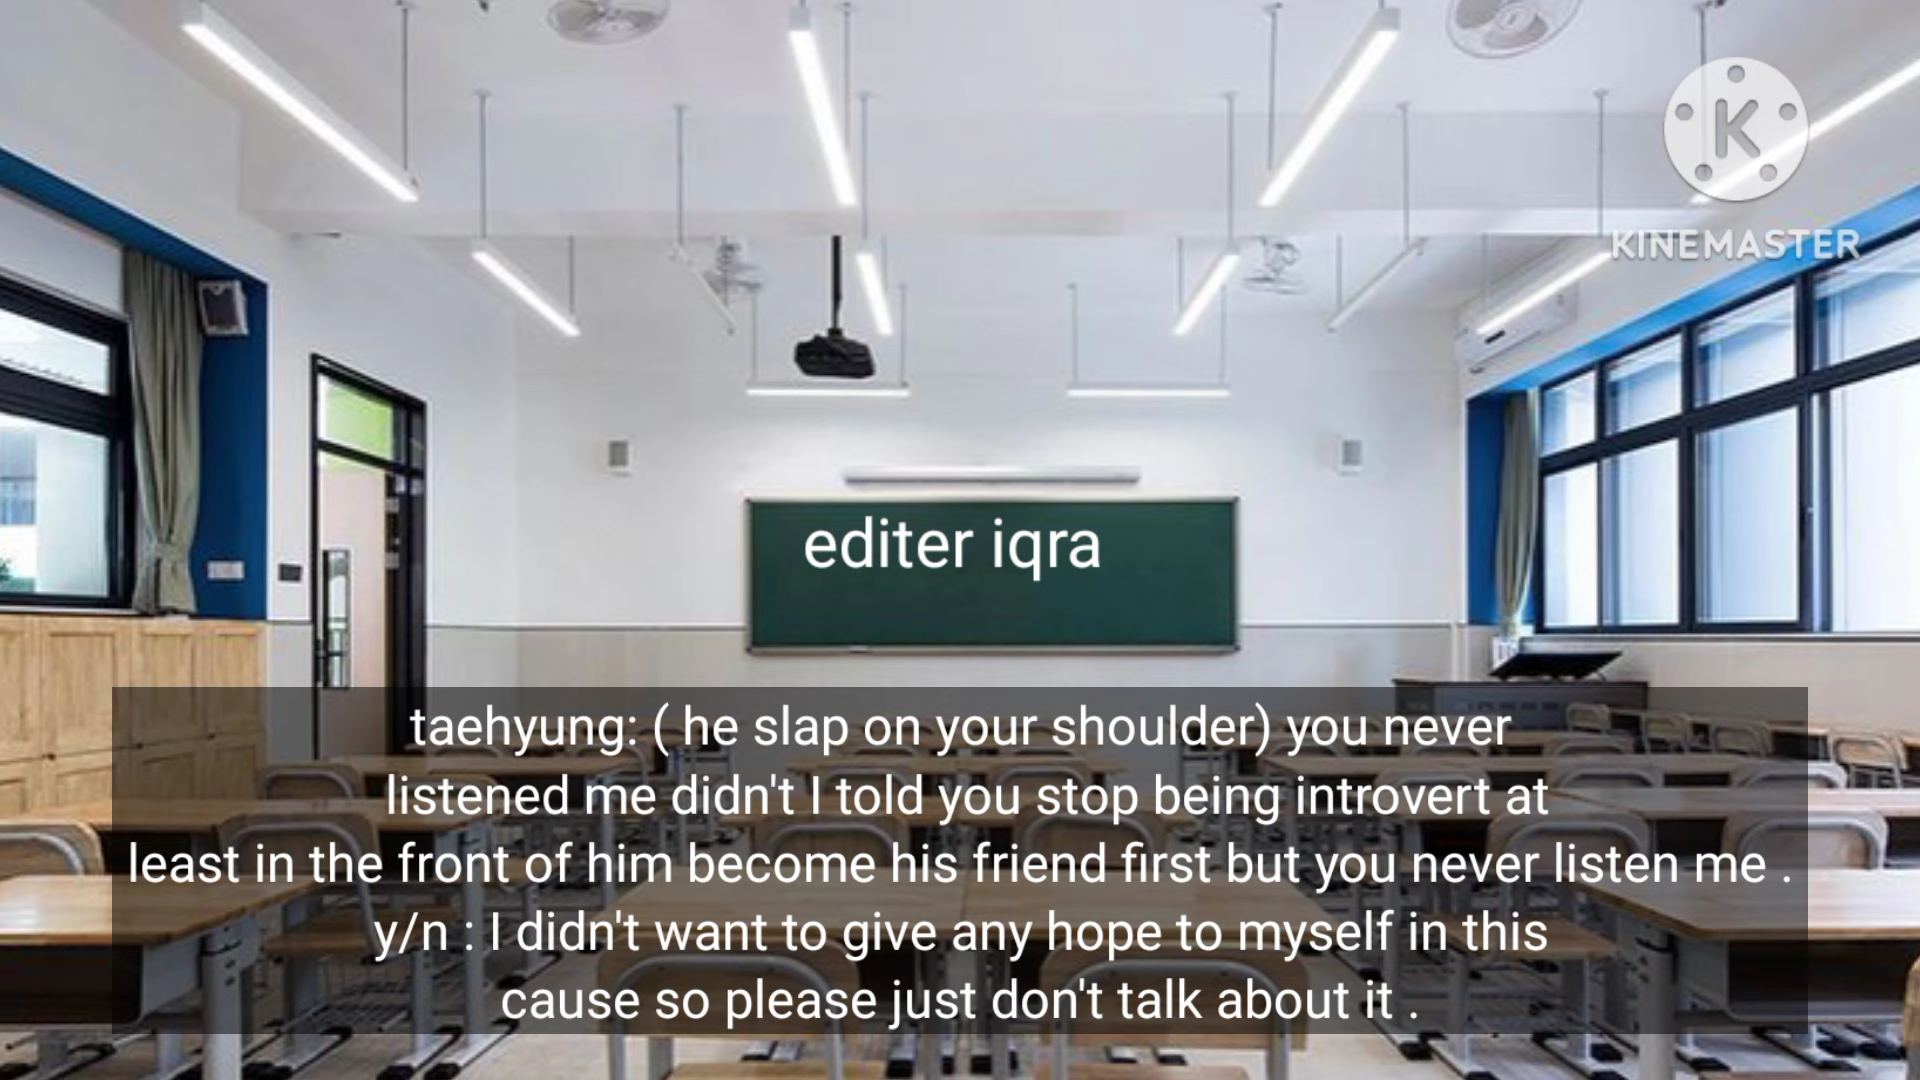 KINEMASTER
editer iqra
taehyung: ( he slap on your shoulder) you never
listened me didn't I told you stop being introvert at
least in the front of him become his friend first but you never listen me .
y/n : I didn't want to give any hope to myself in this
cause so please just don't talk about it .